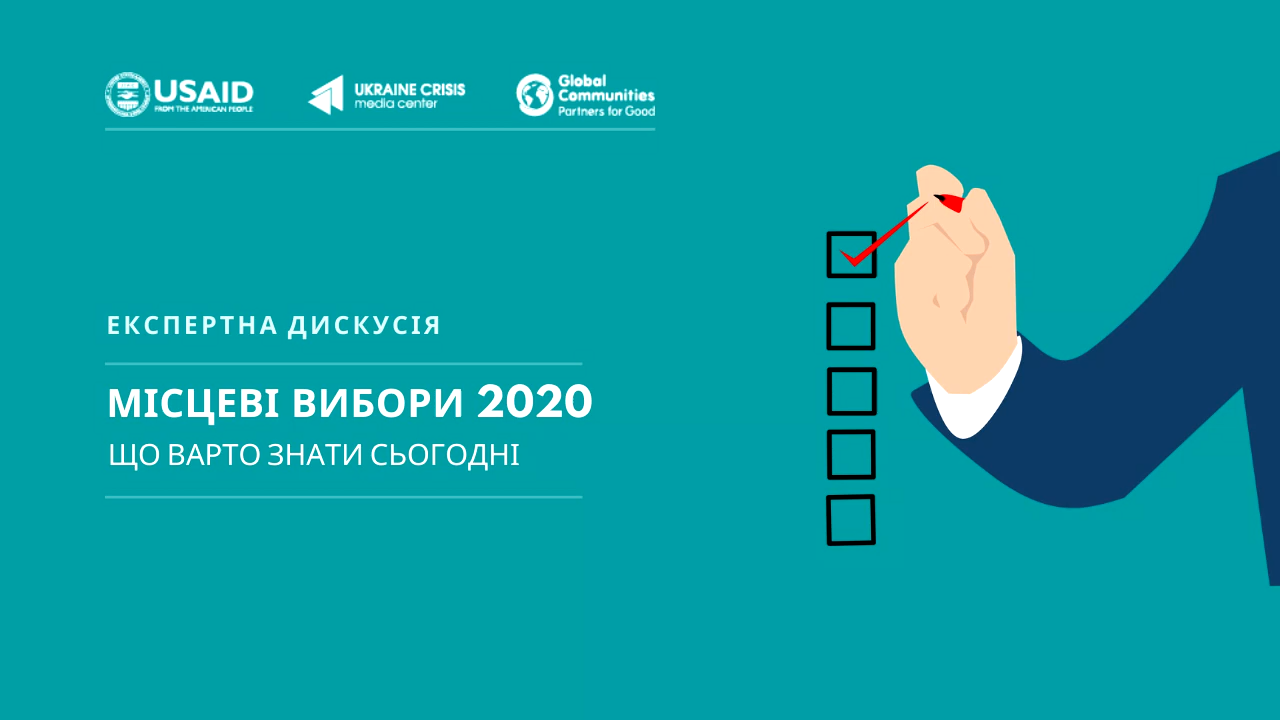 USAID
FROM THE AMERICAN PEOPLE
UKRAINE CRISIS
media center
Global
Communities
Partners for Good
ЕКСПЕРТНА ДИСКУСІЯ
МІСЦЕВІ ВИБОРИ 2020
ЩО ВАРТО ЗНАТИ СЬОГОДНІ